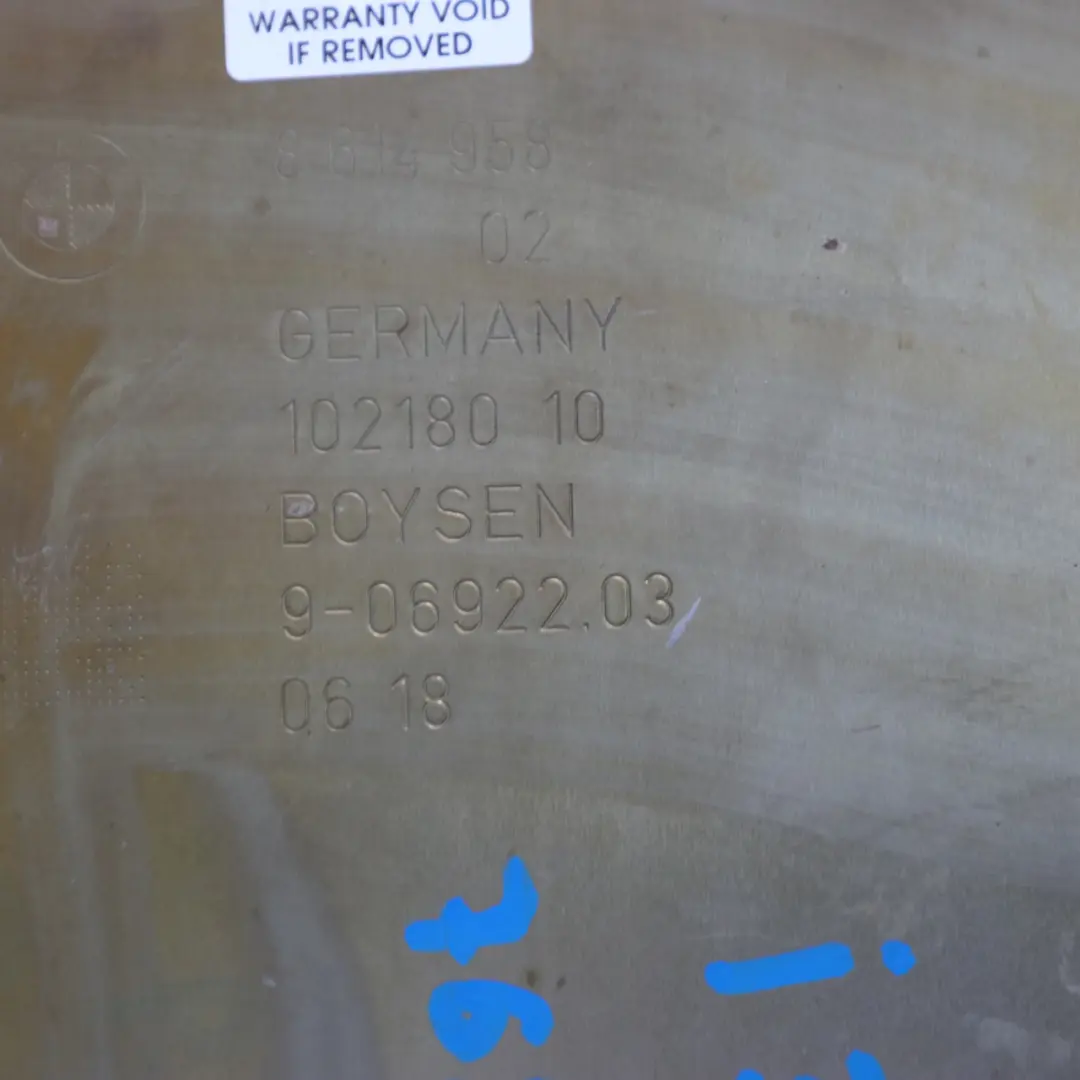 WARRANTY VOID
IF REMOVED
8 614 958
02
GERMANY
102180 10
BOYSEN
9-06922.03
06 18